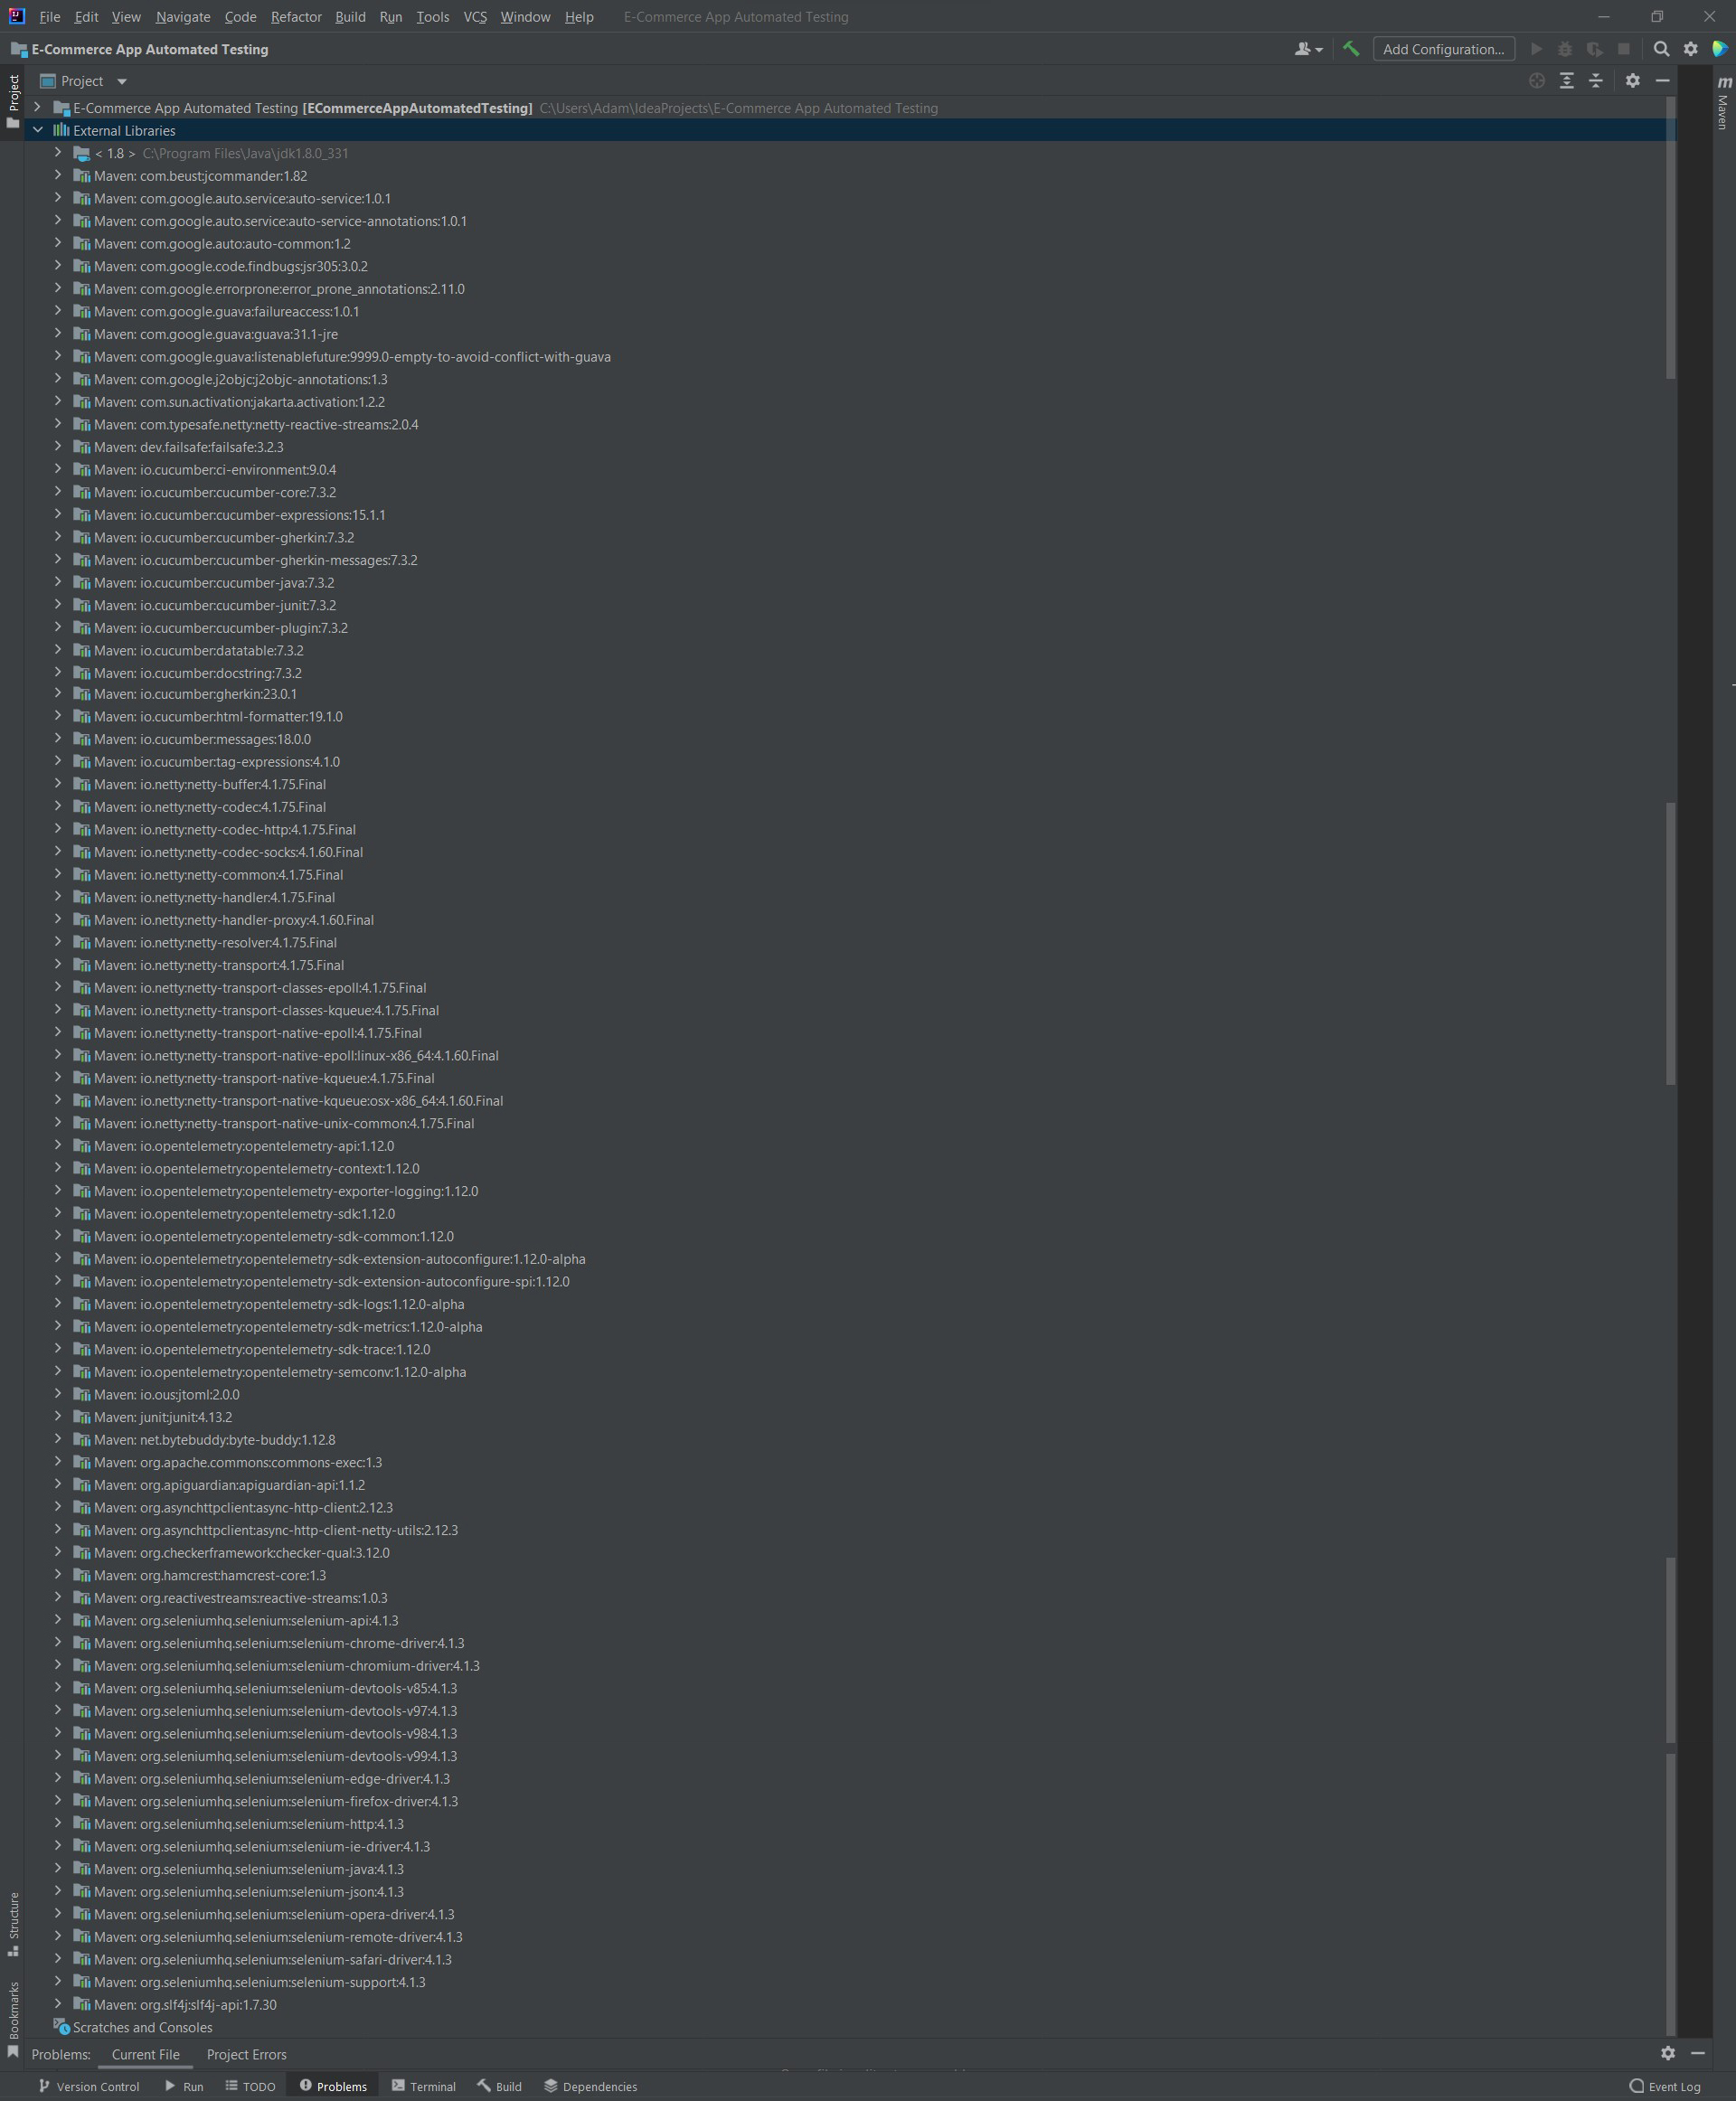 File Edit View Navigate Code Refactor Build Run Tools VCS Window Help E-Commerce App Automated Testing
E-Commerce App Automated Testing Add Configuration...
Project
Project
m Maven
E-Commerce App Automated Testing [ECommerceAppAutomatedTesting] C:\Users\Adam\IdeaProjects\E-Commerce App Automated Testing
External Libraries
< 1.8 > C:\Program Files\Java\jdk1.8.0_331
Maven: com.beust:jcommander:1.82
Maven: com.google.auto.service:auto-service:1.0.1
Maven: com.google.auto.service:auto-service-annotations:1.0.1
Maven: com.google.auto:auto-common:1.2
Maven: com.google.code.findbugs:jsr305:3.0.2
Maven: com.google.errorprone:error_prone_annotations:2.11.0
Maven: com.google.guava:failureaccess:1.0.1
Maven: com.google.guava:guava:31.1-jre
Maven: com.google.guava:listenablefuture:9999.0-empty-to-avoid-conflict-with-guava
Maven: com.google.j2objc:j2objc-annotations:1.3
Maven: com.sun.activation:jakarta.activation:1.2.2
Maven: com.typesafe.netty:netty-reactive-streams:2.0.4
Maven: dev.failsafe:failsafe:3.2.3
Maven: io.cucumber:ci-environment:9.0.4
Maven: io.cucumber:cucumber-core:7.3.2
Maven: io.cucumber:cucumber-expressions:15.1.1
Maven: io.cucumber:cucumber-gherkin:7.3.2
Maven: io.cucumber:cucumber-gherkin-messages:7.3.2
Maven: io.cucumber:cucumber-java:7.3.2
Maven: io.cucumber:cucumber-junit:7.3.2
Maven: io.cucumber:cucumber-plugin:7.3.2
Maven: io.cucumber:datatable:7.3.2
Maven: io.cucumber:docstring:7.3.2
Maven: io.cucumber:gherkin:23.0.1
Maven: io.cucumber:html-formatter:19.1.0
Maven: io.cucumber:messages:18.0.0
Maven: io.cucumber:tag-expressions:4.1.0
Maven: io.netty:netty-buffer:4.1.75.Final
Maven: io.netty:netty-codec:4.1.75.Final
Maven: io.netty:netty-codec-http:4.1.75.Final
Maven: io.netty:netty-codec-socks:4.1.60.Final
Maven: io.netty:netty-common:4.1.75.Final
Maven: io.netty:netty-handler:4.1.75.Final
Maven: io.netty:netty-handler-proxy:4.1.60.Final
Maven: io.netty:netty-resolver:4.1.75.Final
Maven: io.netty:netty-transport:4.1.75.Final
Maven: io.netty:netty-transport-classes-epoll:4.1.75.Final
Maven: io.netty:netty-transport-classes-kqueue:4.1.75.Final
Maven: io.netty:netty-transport-native-epoll:4.1.75.Final
Maven: io.netty:netty-transport-native-epoll:linux-x86_64:4.1.60.Final
Maven: io.netty:netty-transport-native-kqueue:4.1.75.Final
Maven: io.netty:netty-transport-native-kqueue:osx-x86_64:4.1.60.Final
Maven: io.netty:netty-transport-native-unix-common:4.1.75.Final
Maven: io.opentelemetry:opentelemetry-api:1.12.0
Maven: io.opentelemetry:opentelemetry-context:1.12.0
Maven: io.opentelemetry:opentelemetry-exporter-logging:1.12.0
Maven: io.opentelemetry:opentelemetry-sdk:1.12.0
Maven: io.opentelemetry:opentelemetry-sdk-common:1.12.0
Maven: io.opentelemetry:opentelemetry-sdk-extension-autoconfigure:1.12.0-alpha
Maven: io.opentelemetry:opentelemetry-sdk-extension-autoconfigure-spi:1.12.0
Maven: io.opentelemetry:opentelemetry-sdk-logs:1.12.0-alpha
Maven: io.opentelemetry:opentelemetry-sdk-metrics:1.12.0-alpha
Maven: io.opentelemetry:opentelemetry-sdk-trace:1.12.0
Maven: io.opentelemetry:opentelemetry-semconv:1.12.0-alpha
Maven: io.ous:jtoml:2.0.0
Maven: junit:junit:4.13.2
Maven: net.bytebuddy:byte-buddy:1.12.8
Maven: org.apache.commons:commons-exec:1.3
Maven: org.apiguardian:apiguardian-api:1.1.2
Maven: org.asynchttpclient:async-http-client:2.12.3
Maven: org.asynchttpclient:async-http-client-netty-utils:2.12.3
Maven: org.checkerframework:checker-qual:3.12.0
Maven: org.hamcrest:hamcrest-core:1.3
Maven: org.reactivestreams:reactive-streams:1.0.3
Maven: org.seleniumhq.selenium:selenium-api:4.1.3
Maven: org.seleniumhq.selenium:selenium-chrome-driver:4.1.3
Maven: org.seleniumhq.selenium:selenium-chromium-driver:4.1.3
Maven: org.seleniumhq.selenium:selenium-devtools-v85:4.1.3
Maven: org.seleniumhq.selenium:selenium-devtools-v97:4.1.3
Maven: org.seleniumhq.selenium:selenium-devtools-v98:4.1.3
Maven: org.seleniumhq.selenium:selenium-devtools-v99:4.1.3
Maven: org.seleniumhq.selenium:selenium-edge-driver:4.1.3
Maven: org.seleniumhq.selenium:selenium-firefox-driver:4.1.3
Maven: org.seleniumhq.selenium:selenium-http:4.1.3
Maven: org.seleniumhq.selenium:selenium-ie-driver:4.1.3
Maven: org.seleniumhq.selenium:selenium-java:4.1.3
Maven: org.seleniumhq.selenium:selenium-json:4.1.3
Maven: org.seleniumhq.selenium:selenium-opera-driver:4.1.3
Maven: org.seleniumhq.selenium:selenium-remote-driver:4.1.3
Maven: org.seleniumhq.selenium:selenium-safari-driver:4.1.3
Maven: org.seleniumhq.selenium:selenium-support:4.1.3
Maven: org.slf4j:slf4j-api:1.7.30
Scratches and Consoles
Structure
Bookmarks
Problems: Current File Project Errors
Version Control Run TODO Problems Terminal Build Dependencies Event Log